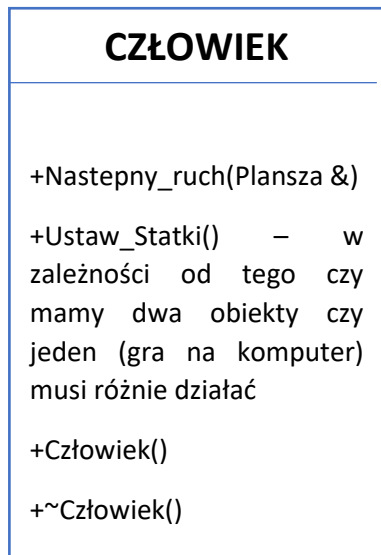 CZŁOWIEK
+Nastepny_ruch(Plansza &)
+Ustaw_Statki() – w
zależności od tego czy
mamy dwa obiekty czy
jeden (gra na komputer)
musi różnie działać
+Człowiek()
+~Człowiek()